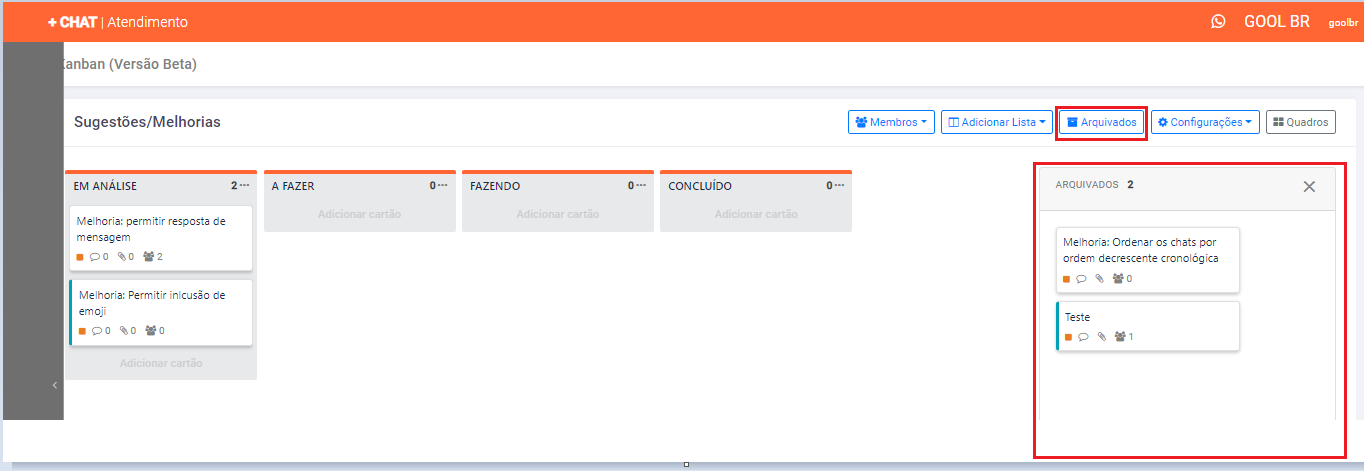 + CHAT | Atendimento
GOOL BR
goolbr
Kanban (Versão Beta)
Sugestões/Melhorias
Membros
Adicionar Lista
Arquivados
Configurações
Quadros
EM ANÁLISE 2
Melhoria: permitir resposta de
mensagem
0 0 2
Melhoria: Permitir inlcusão de
emoji
0 0 0
Adicionar cartão
A FAZER 0
Adicionar cartão
FAZENDO 0
Adicionar cartão
CONCLUÍDO 0
Adicionar cartão
ARQUIVADOS 2
Melhoria: Ordenar os chats por
ordem decrescente cronológica
0
Teste
1